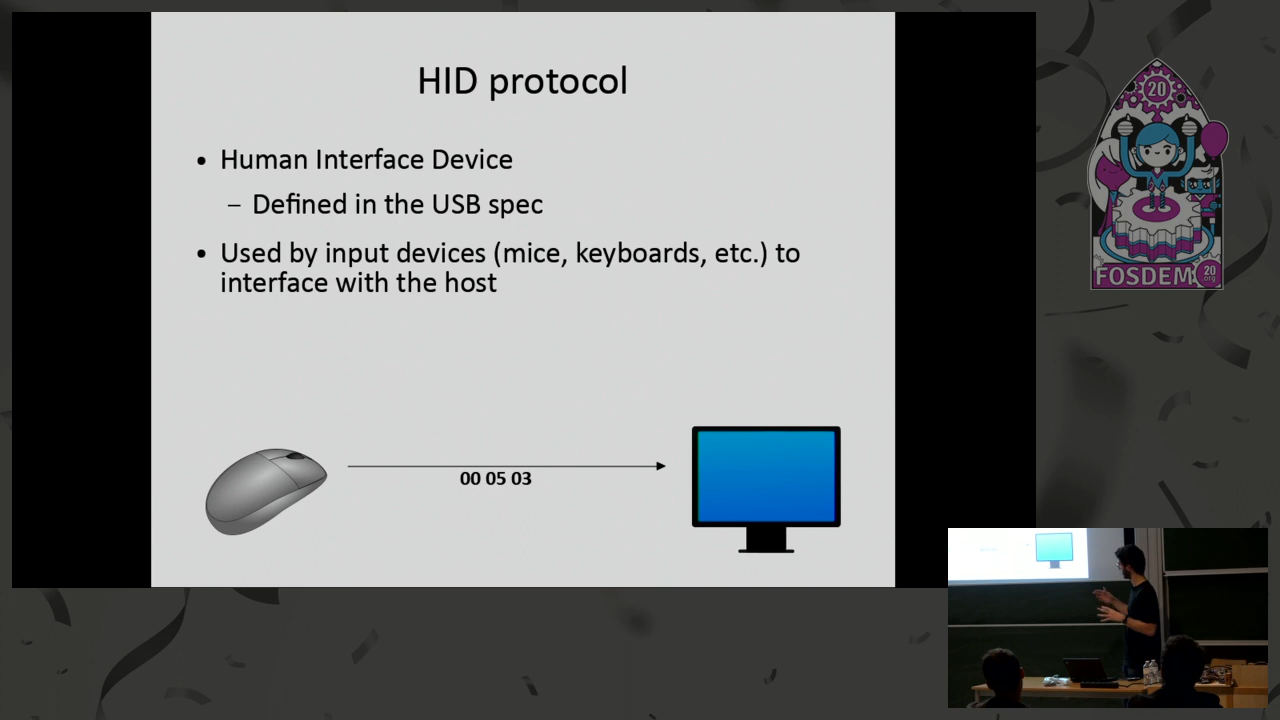 HID protocol
• Human Interface Device
– Defined in the USB spec
• Used by input devices (mice, keyboards, etc.) to
interface with the host
00 05 03
20
FOSDEM
20
.org